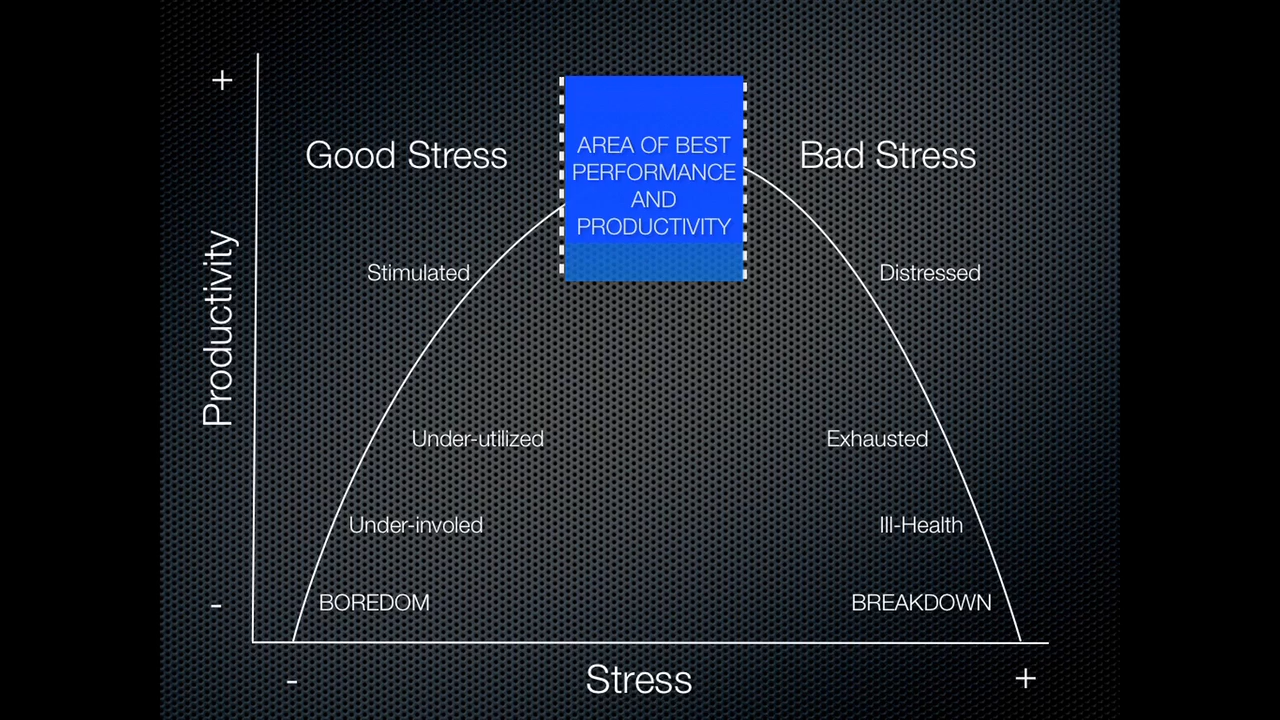 +
Good Stress
AREA OF BEST
PERFORMANCE
AND
PRODUCTIVITY
Bad Stress
Productivity
Stimulated
Distressed
Under-utilized
Exhausted
Under-involed
Ill-Health
-
BOREDOM
BREAKDOWN
-
Stress
+